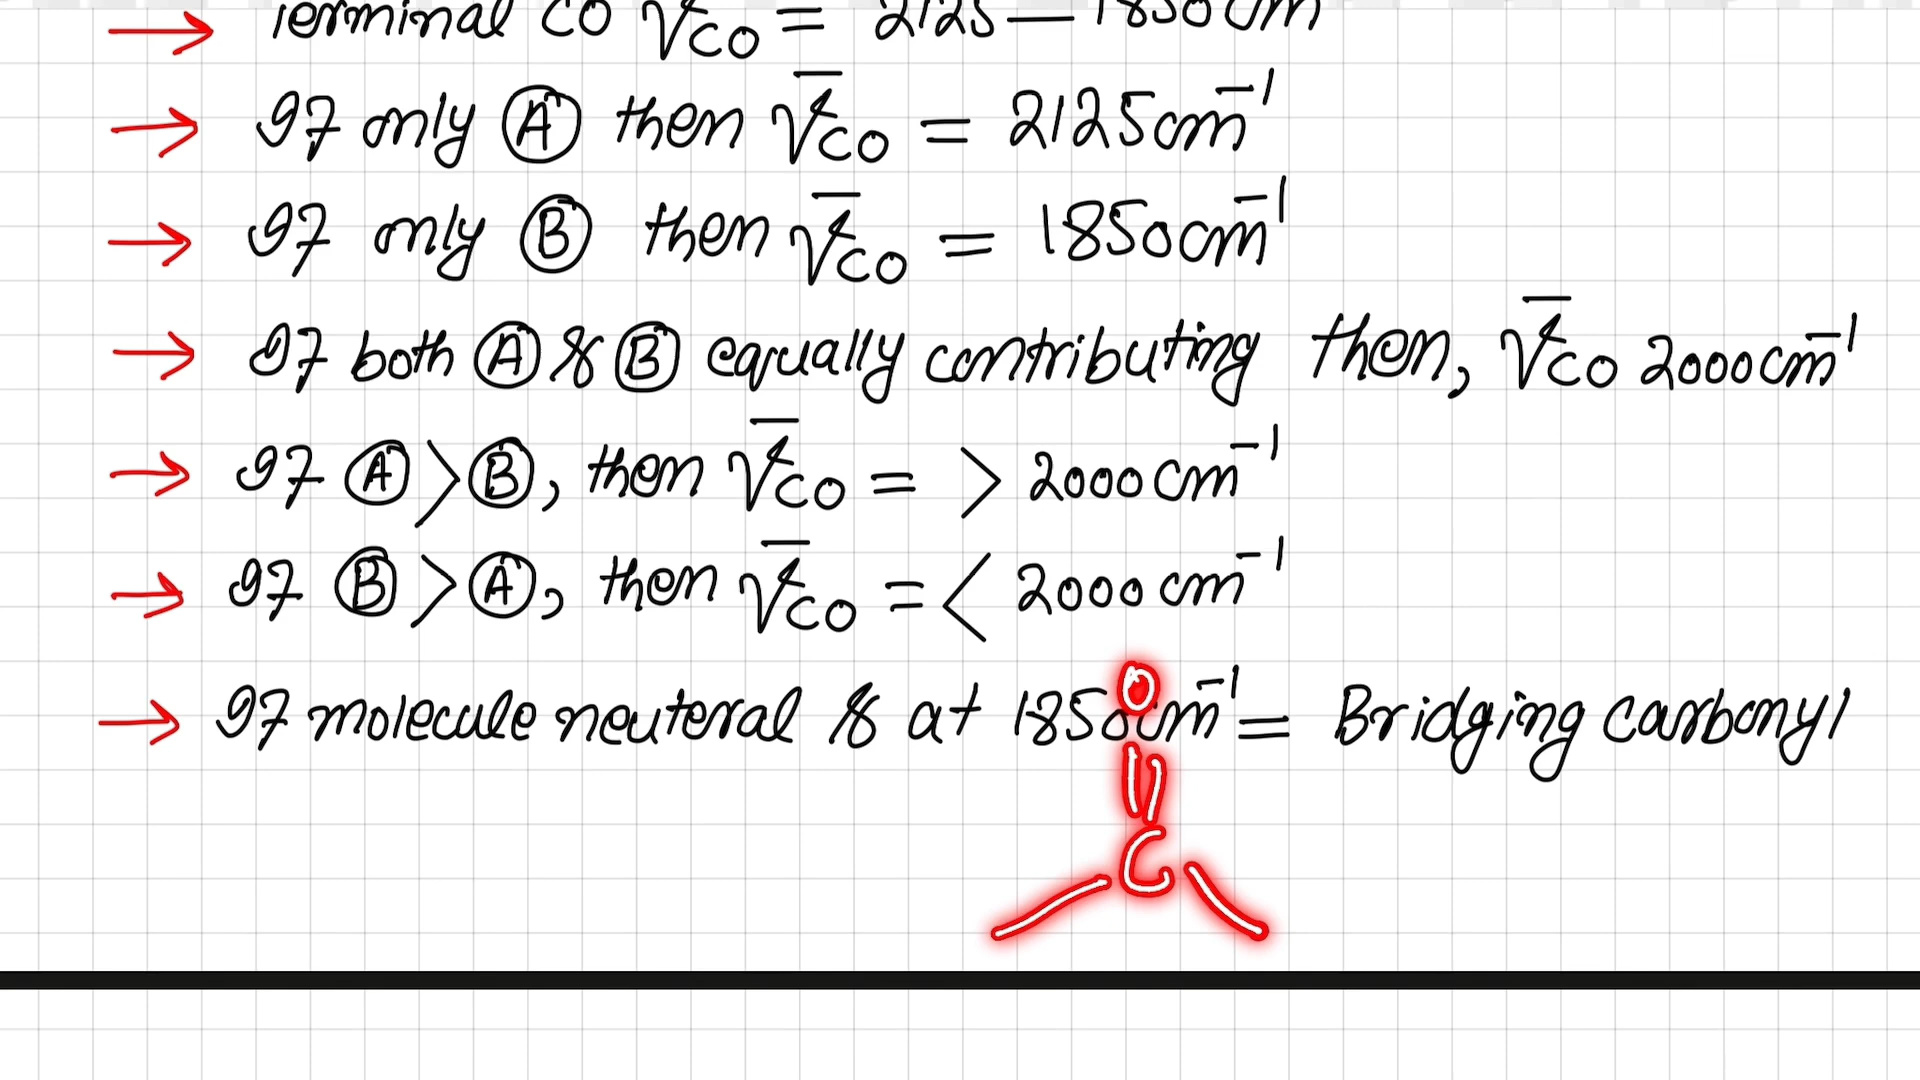 → Terminal CO ν̅CO = 2125 — 1850 cm
→ If only Ⓐ then ν̅CO = 2125 cm⁻¹
→ If only Ⓑ then ν̅CO = 1850 cm⁻¹
→ If both Ⓐ & Ⓑ equally contributing then, ν̅CO 2000 cm⁻¹
→ If Ⓐ > Ⓑ, then ν̅CO = > 2000 cm⁻¹
→ If Ⓑ > Ⓐ, then ν̅CO = < 2000 cm⁻¹
→ If molecule neuteral & at 1850 cm⁻¹ = Bridging carbonyl
O
C